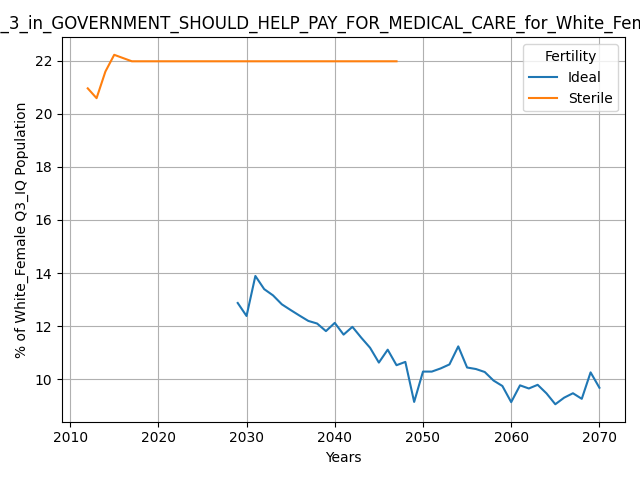 _3_in_GOVERNMENT_SHOULD_HELP_PAY_FOR_MEDICAL_CARE_for_White_Fem
Fertility
Ideal
Sterile
% of White_Female Q3_IQ Population
22
20
18
16
14
12
10
2010 2020 2030 2040 2050 2060 2070
Years